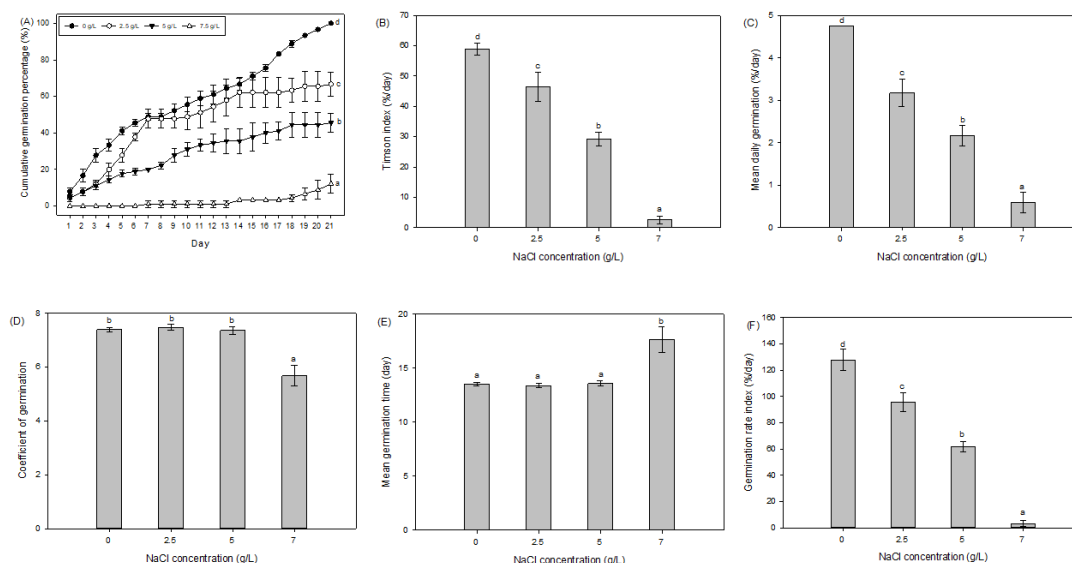 (A)
Cumulative germination percentage (%)
100
80
60
40
20
0
0 g/L 2.5 g/L 5 g/L 7.5 g/L
d
c
b
a
1 2 3 4 5 6 7 8 9 10 11 12 13 14 15 16 17 18 19 20 21
Day
(B)
Timson index (%/day)
70
60
50
40
30
20
10
0
d
c
b
a
0 2.5 5 7
NaCl concentration (g/L)
(C)
Mean daily germination (%/day)
5
4
3
2
1
0
d
c
b
a
0 2.5 5 7
NaCl concentration (g/L)
(D)
Coefficient of germination
8
6
4
2
0
b b b a
0 2.5 5 7
NaCl concentration (g/L)
(E)
Mean germination time (day)
20
15
10
5
0
a a a b
0 2.5 5 7
NaCl concentration (g/L)
(F)
Germination rate index (%/day)
160
140
120
100
80
60
40
20
0
d
c
b
a
0 2.5 5 7
NaCl concentration (g/L)